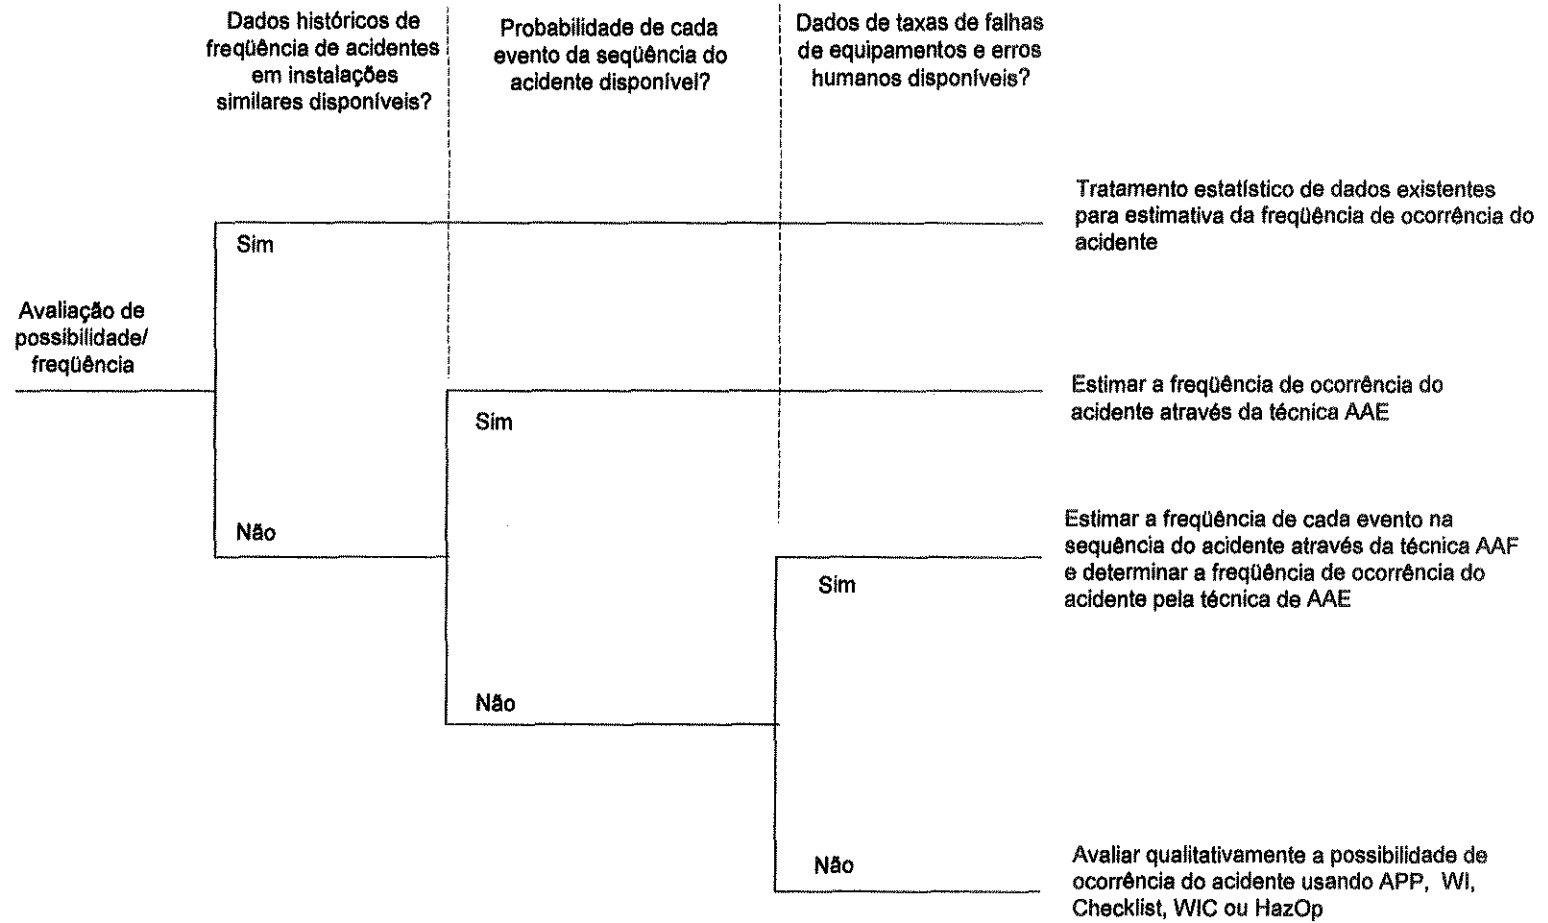 Dados históricos de
freqüência de acidentes
em instalações
similares disponíveis?
Probabilidade de cada
evento da seqüência do
acidente disponível?
Dados de taxas de falhas
de equipamentos e erros
humanos disponíveis?
Tratamento estatístico de dados existentes
para estimativa da freqüência de ocorrência do
acidente
Sim
Avaliação de
possibilidade/
freqüência
Estimar a freqüência de ocorrência do
acidente através da técnica AAE
Sim
Não
Estimar a freqüência de cada evento na
sequência do acidente através da técnica AAF
e determinar a freqüência de ocorrência do
acidente pela técnica de AAE
Sim
Não
Não
Avaliar qualitativamente a possibilidade de
ocorrência do acidente usando APP, WI,
Checklist, WIC ou HazOp